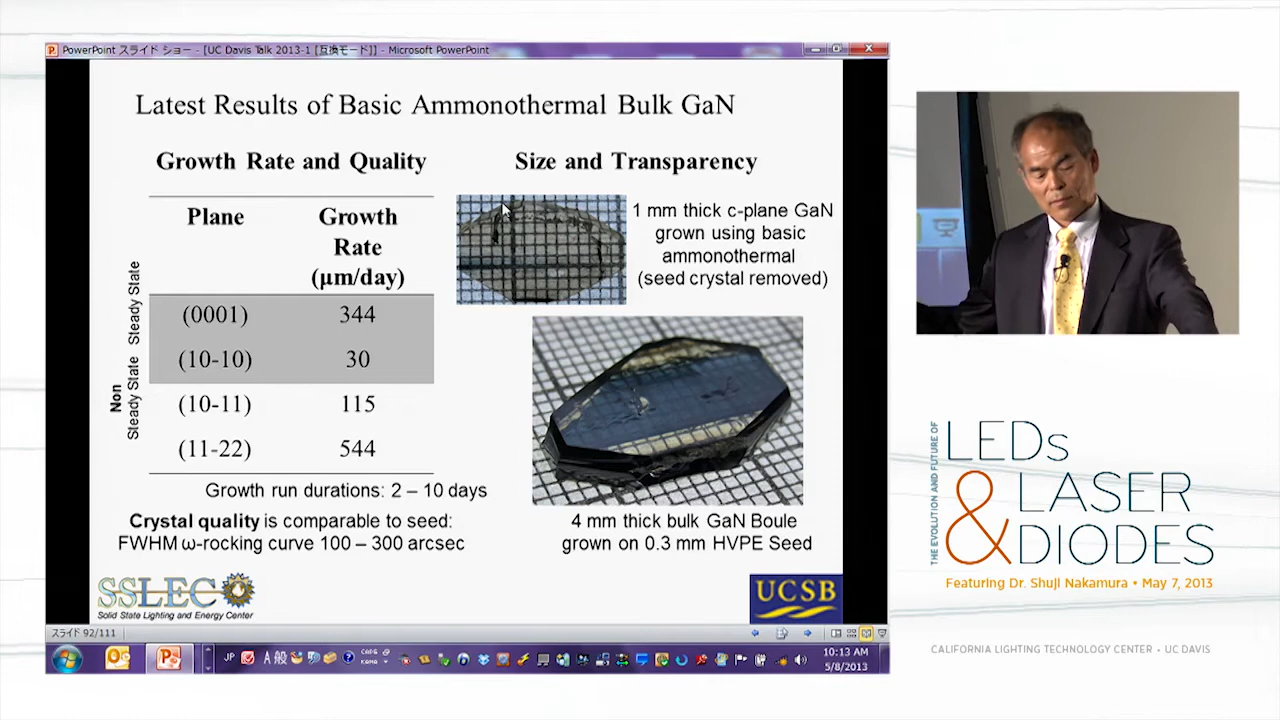 PowerPoint スライド ショー - [UC Davis Talk 2013-1 [互換モード]] - Microsoft PowerPoint
Latest Results of Basic Ammonothermal Bulk GaN
Growth Rate and Quality
Plane
Growth
Rate
(µm/day)
Steady State
(0001)
344
(10-10)
30
Non
Steady State
(10-11)
115
(11-22)
544
Growth run durations: 2 – 10 days
Crystal quality is comparable to seed:
FWHM ω-rocking curve 100 – 300 arcsec
Size and Transparency
1 mm thick c-plane GaN
grown using basic
ammonothermal
(seed crystal removed)
4 mm thick bulk GaN Boule
grown on 0.3 mm HVPE Seed
SSLEC
Solid State Lighting and Energy Center
UCSB
スライド 92/111
JP
A 般
CAPS
KANA
10:13 AM
5/8/2013
THE EVOLUTION AND FUTURE OF
LEDs
& LASER
DIODES
Featuring Dr. Shuji Nakamura • May 7, 2013
CALIFORNIA LIGHTING TECHNOLOGY CENTER • UC DAVIS